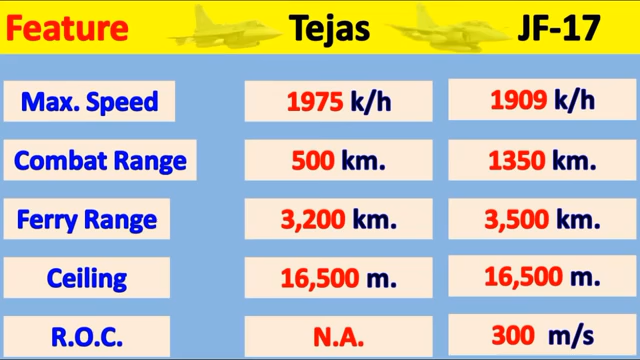 Feature Tejas JF-17
Max. Speed 1975 k/h 1909 k/h
Combat Range 500 km. 1350 km.
Ferry Range 3,200 km. 3,500 km.
Ceiling 16,500 m. 16,500 m.
R.O.C. N.A. 300 m/s